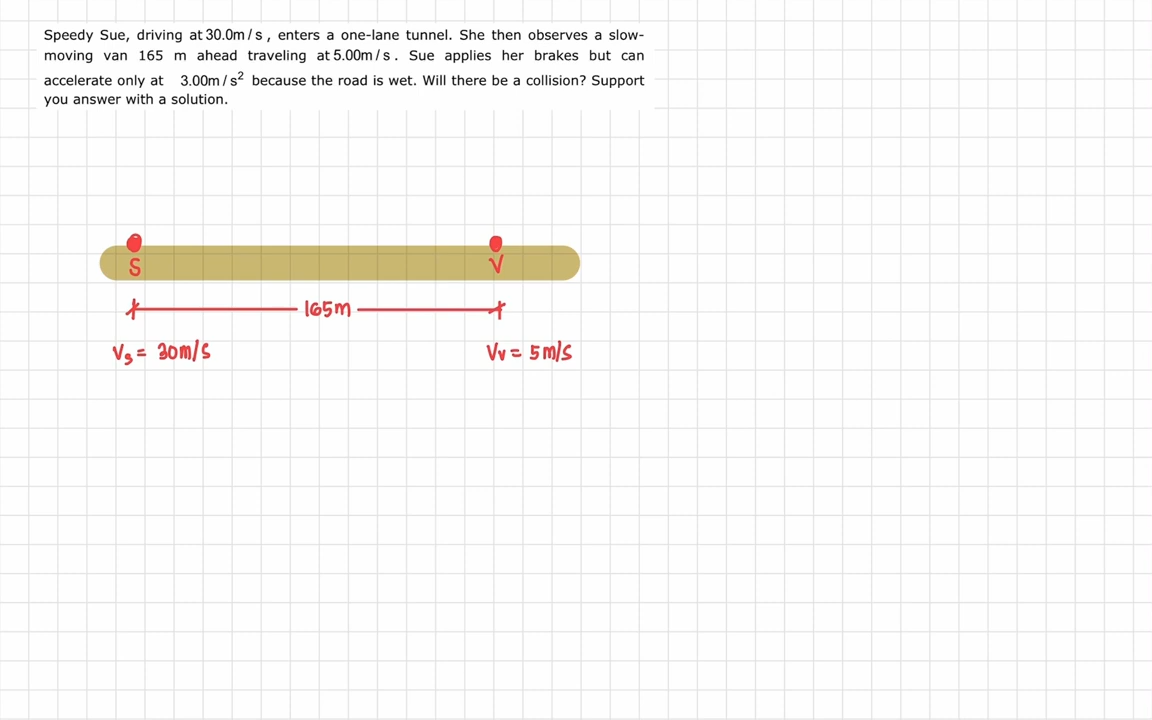 Speedy Sue, driving at 30.0m / s , enters a one-lane tunnel. She then observes a slow-
moving van 165 m ahead traveling at 5.00m / s . Sue applies her brakes but can
accelerate only at 3.00m / s² because the road is wet. Will there be a collision? Support
you answer with a solution.
S V
165m
Vs = 30m/s Vv = 5m/s